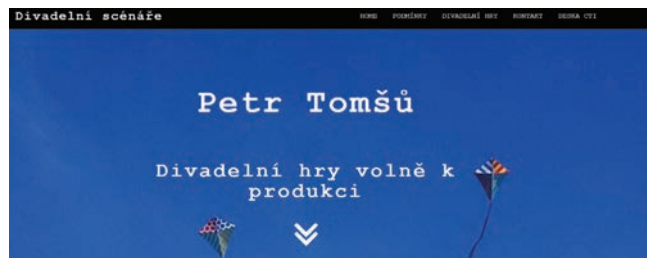 Divadelní scénáře
HOME PODMÍNKY DIVADELNÍ HRY KONTAKT DESKA CTI
Petr Tomšů
Divadelní hry volně k
produkci